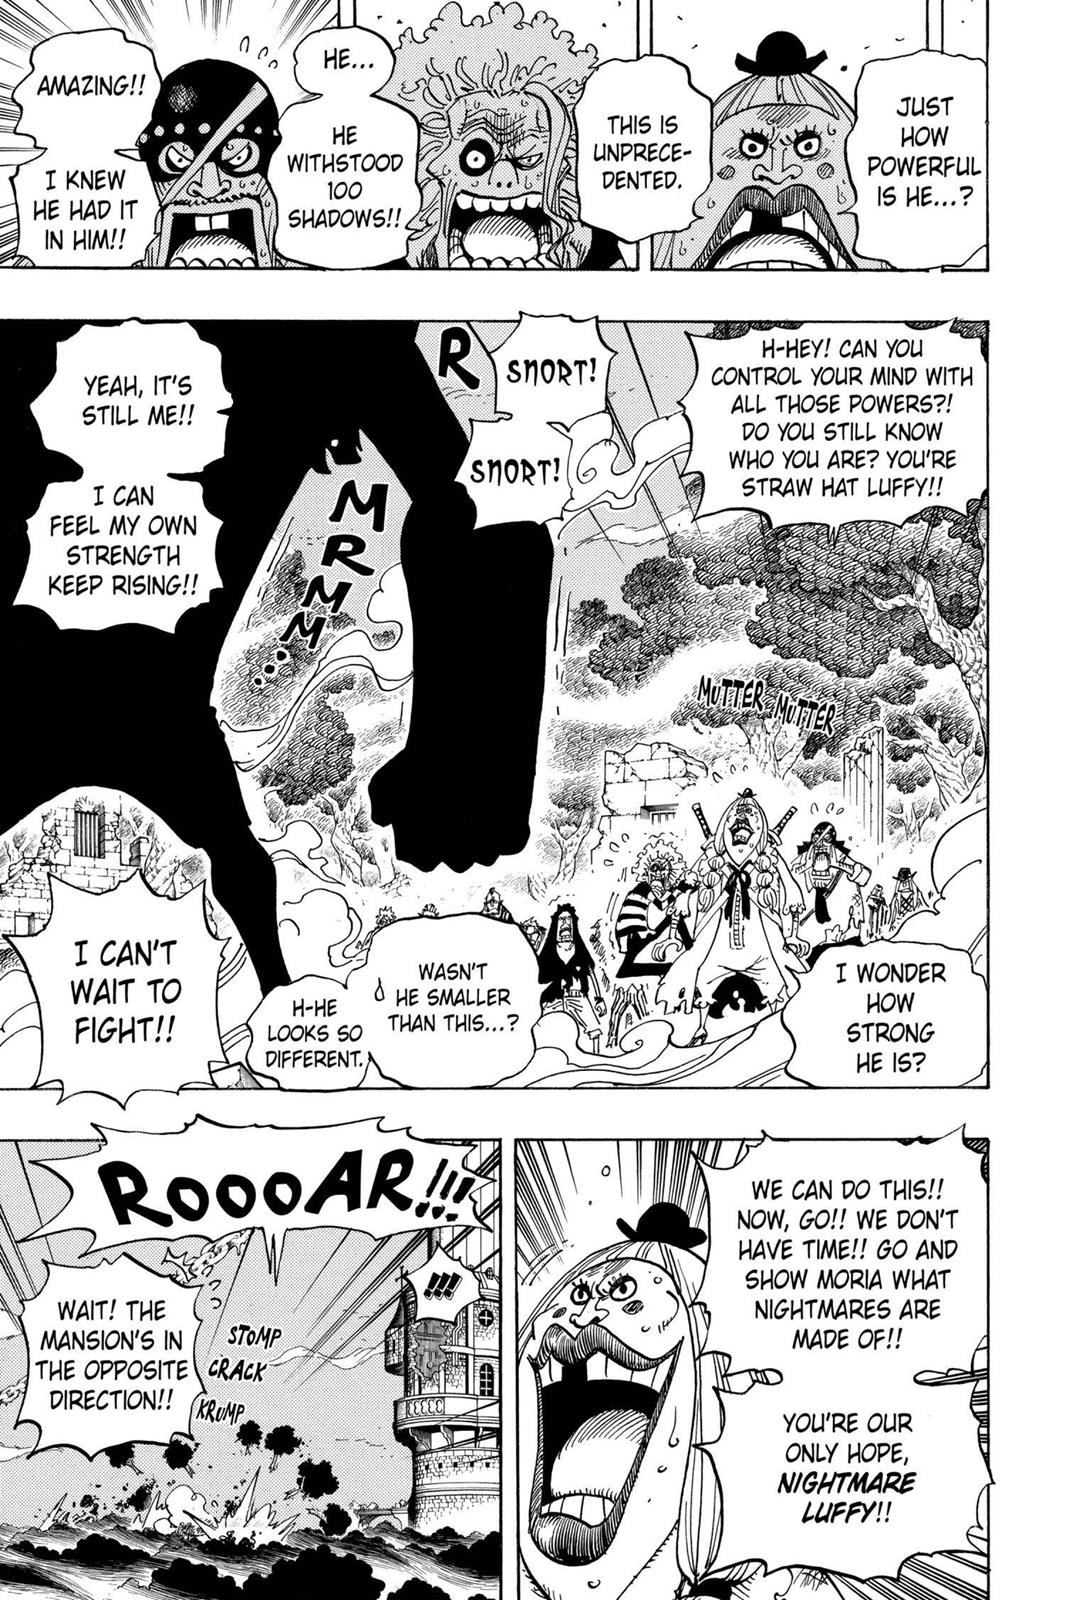 JUST
HOW
POWERFUL
IS HE...?
THIS IS
UNPRECE-
DENTED.
HE...
HE
WITHSTOOD
100
SHADOWS!!
AMAZING!!
I KNEW
HE HAD IT
IN HIM!!
H-HEY! CAN YOU
CONTROL YOUR MIND WITH
ALL THOSE POWERS?!
DO YOU STILL KNOW
WHO YOU ARE? YOU'RE
STRAW HAT LUFFY!!
SNORT!
SNORT!
R
M
R
M
M
M
...
YEAH, IT'S
STILL ME!!
I CAN
FEEL MY OWN
STRENGTH
KEEP RISING!!
MUTTER MUTTER
I WONDER
HOW
STRONG
HE IS?
WASN'T
HE SMALLER
THAN THIS...?
H-HE
LOOKS SO
DIFFERENT.
I CAN'T
WAIT TO
FIGHT!!
WE CAN DO THIS!!
NOW, GO!! WE DON'T
HAVE TIME!! GO AND
SHOW MORIA WHAT
NIGHTMARES ARE
MADE OF!!
YOU'RE OUR
ONLY HOPE,
NIGHTMARE
LUFFY!!
ROOOAR!!!
!!!
STOMP
CRACK
KRUMP
WAIT! THE
MANSION'S IN
THE OPPOSITE
DIRECTION!!